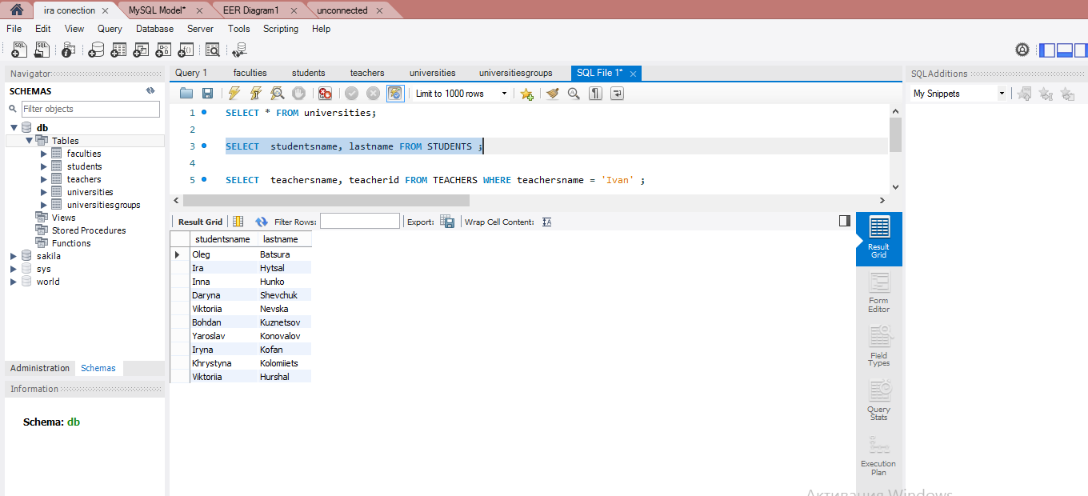 ira conection MySQL Model* EER Diagram1 unconnected
File Edit View Query Database Server Tools Scripting Help
Navigator
SCHEMAS
Filter objects
db
Tables
faculties
students
teachers
universities
universitiesgroups
Views
Stored Procedures
Functions
sakila
sys
world
Administration Schemas
Information
Schema: db
Query 1 faculties students teachers universities universitiesgroups SQL File 1*
Limit to 1000 rows
1 SELECT * FROM universities;
2
3 SELECT studentsname, lastname FROM STUDENTS ;
4
5 SELECT teachersname, teacherid FROM TEACHERS WHERE teachersname = 'Ivan' ;
Result Grid Filter Rows: Export: Wrap Cell Content:
studentsname lastname
Oleg Batsura
Ira Hytsal
Inna Hunko
Daryna Shevchuk
Viktoriia Nevska
Bohdan Kuznetsov
Yaroslav Konovalov
Iryna Kofan
Khrystyna Kolomiiets
Viktoriia Hurshal
Result
Grid
Form
Editor
Field
Types
Query
Stats
Execution
Plan
SQLAdditions
My Snippets
Активация Windows